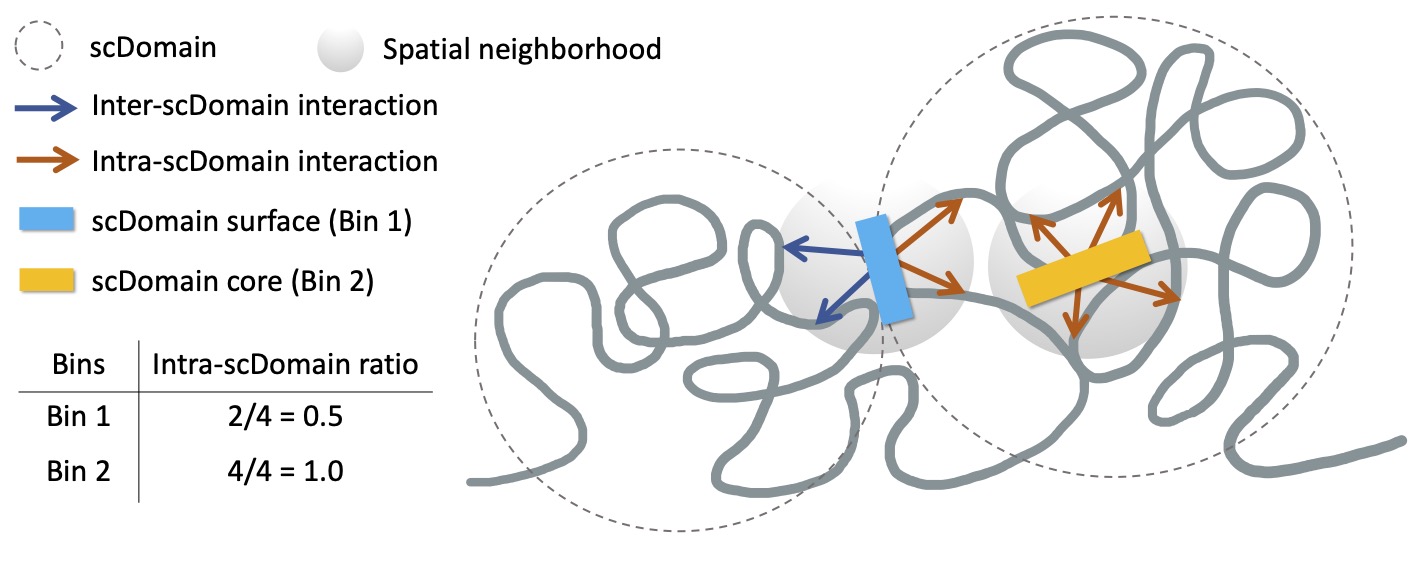 scDomain
Spatial neighborhood
Inter-scDomain interaction
Intra-scDomain interaction
scDomain surface (Bin 1)
scDomain core (Bin 2)
Bins Intra-scDomain ratio
Bin 1 2/4 = 0.5
Bin 2 4/4 = 1.0